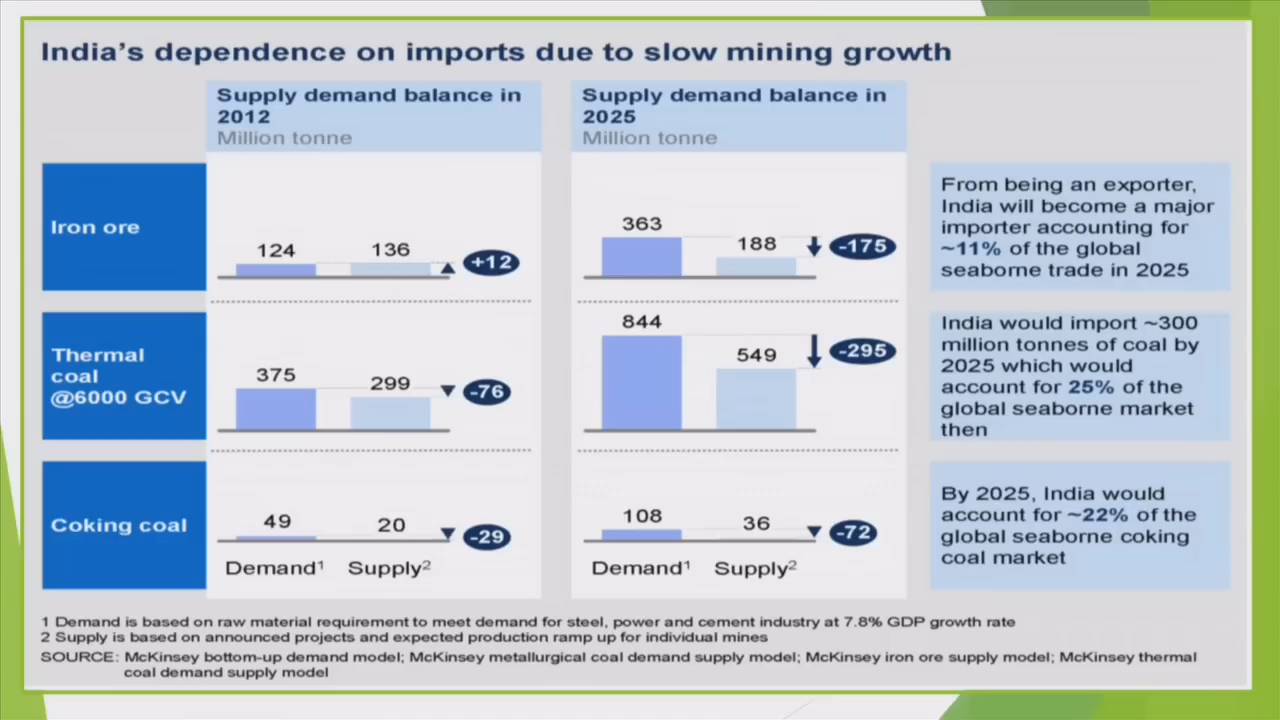 India's dependence on imports due to slow mining growth
Supply demand balance in
2012
Million tonne
Supply demand balance in
2025
Million tonne
Iron ore
124
136
+12
363
188
-175
From being an exporter,
India will become a major
importer accounting for
~11% of the global
seaborne trade in 2025
Thermal
coal
@6000 GCV
375
299
-76
844
549
-295
India would import ~300
million tonnes of coal by
2025 which would
account for 25% of the
global seaborne market
then
Coking coal
49
20
-29
108
36
-72
By 2025, India would
account for ~22% of the
global seaborne coking
coal market
Demand¹
Supply²
Demand¹
Supply²
1 Demand is based on raw material requirement to meet demand for steel, power and cement industry at 7.8% GDP growth rate
2 Supply is based on announced projects and expected production ramp up for individual mines
SOURCE: McKinsey bottom-up demand model; McKinsey metallurgical coal demand supply model; McKinsey iron ore supply model; McKinsey thermal
coal demand supply model